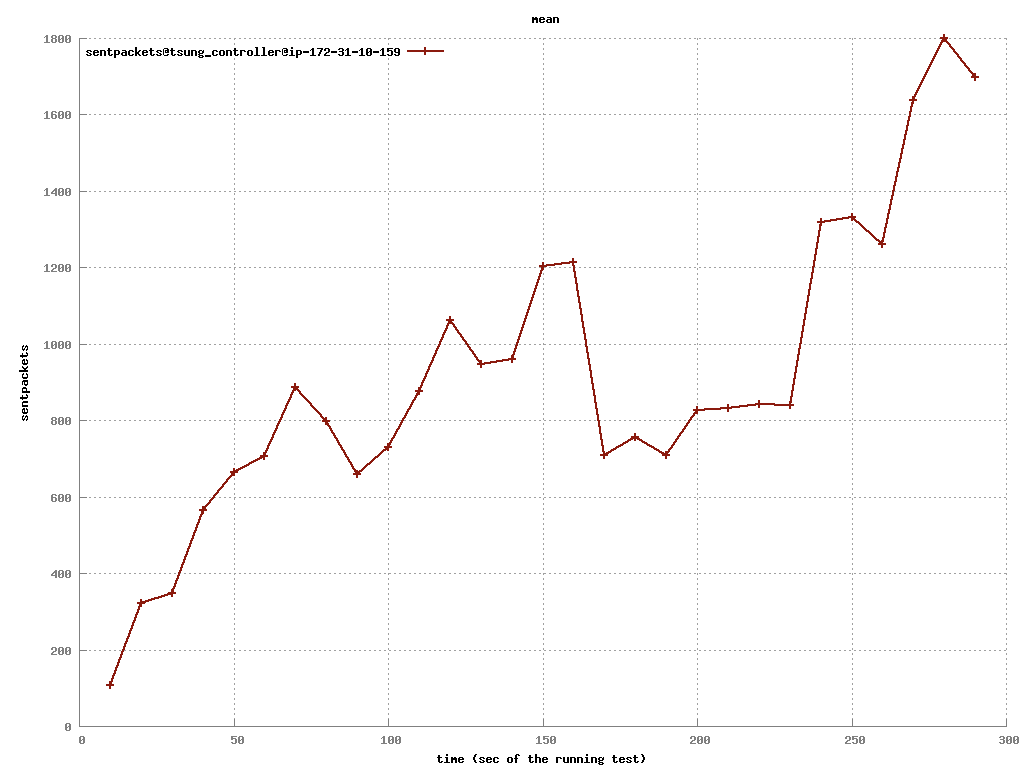 mean
sentpackets@tsung_controller@ip-172-31-10-159
1800
1600
1400
1200
1000
800
600
400
200
0
sentpackets
0 50 100 150 200 250 300
time (sec of the running test)